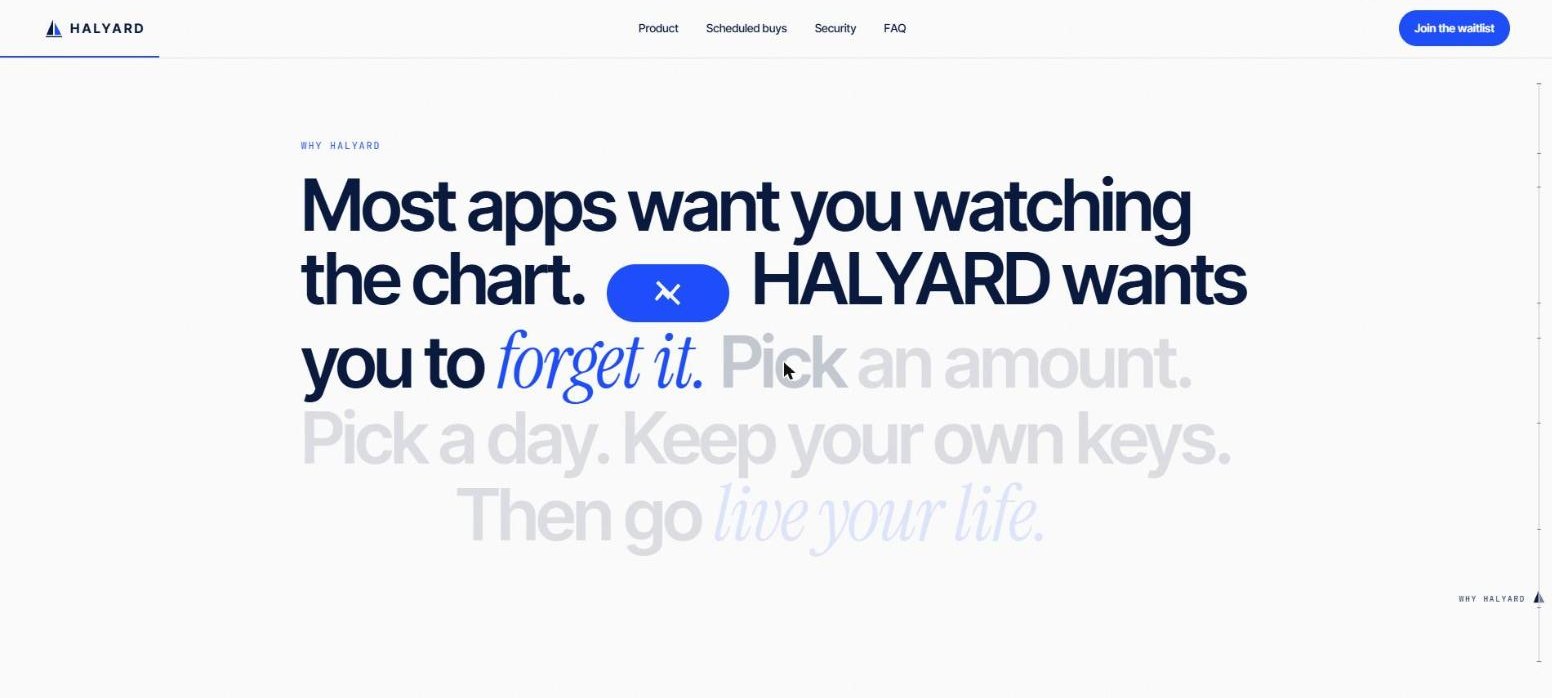 HALYARD
Product
Scheduled buys
Security
FAQ
Join the waitlist
WHY HALYARD
Most apps want you watching
the chart. HALYARD wants
you to forget it. Pick an amount.
Pick a day. Keep your own keys.
Then go live your life.
WHY HALYARD